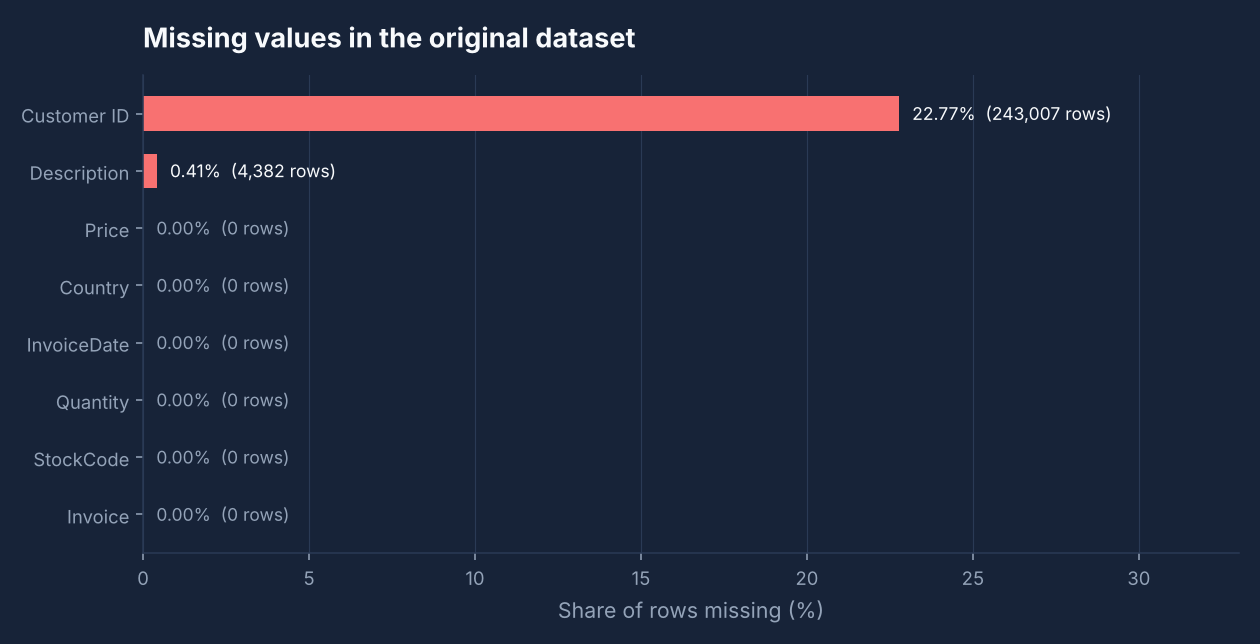 Missing values in the original dataset
Customer ID 22.77% (243,007 rows)
Description 0.41% (4,382 rows)
Price 0.00% (0 rows)
Country 0.00% (0 rows)
InvoiceDate 0.00% (0 rows)
Quantity 0.00% (0 rows)
StockCode 0.00% (0 rows)
Invoice 0.00% (0 rows)
0 5 10 15 20 25 30
Share of rows missing (%)